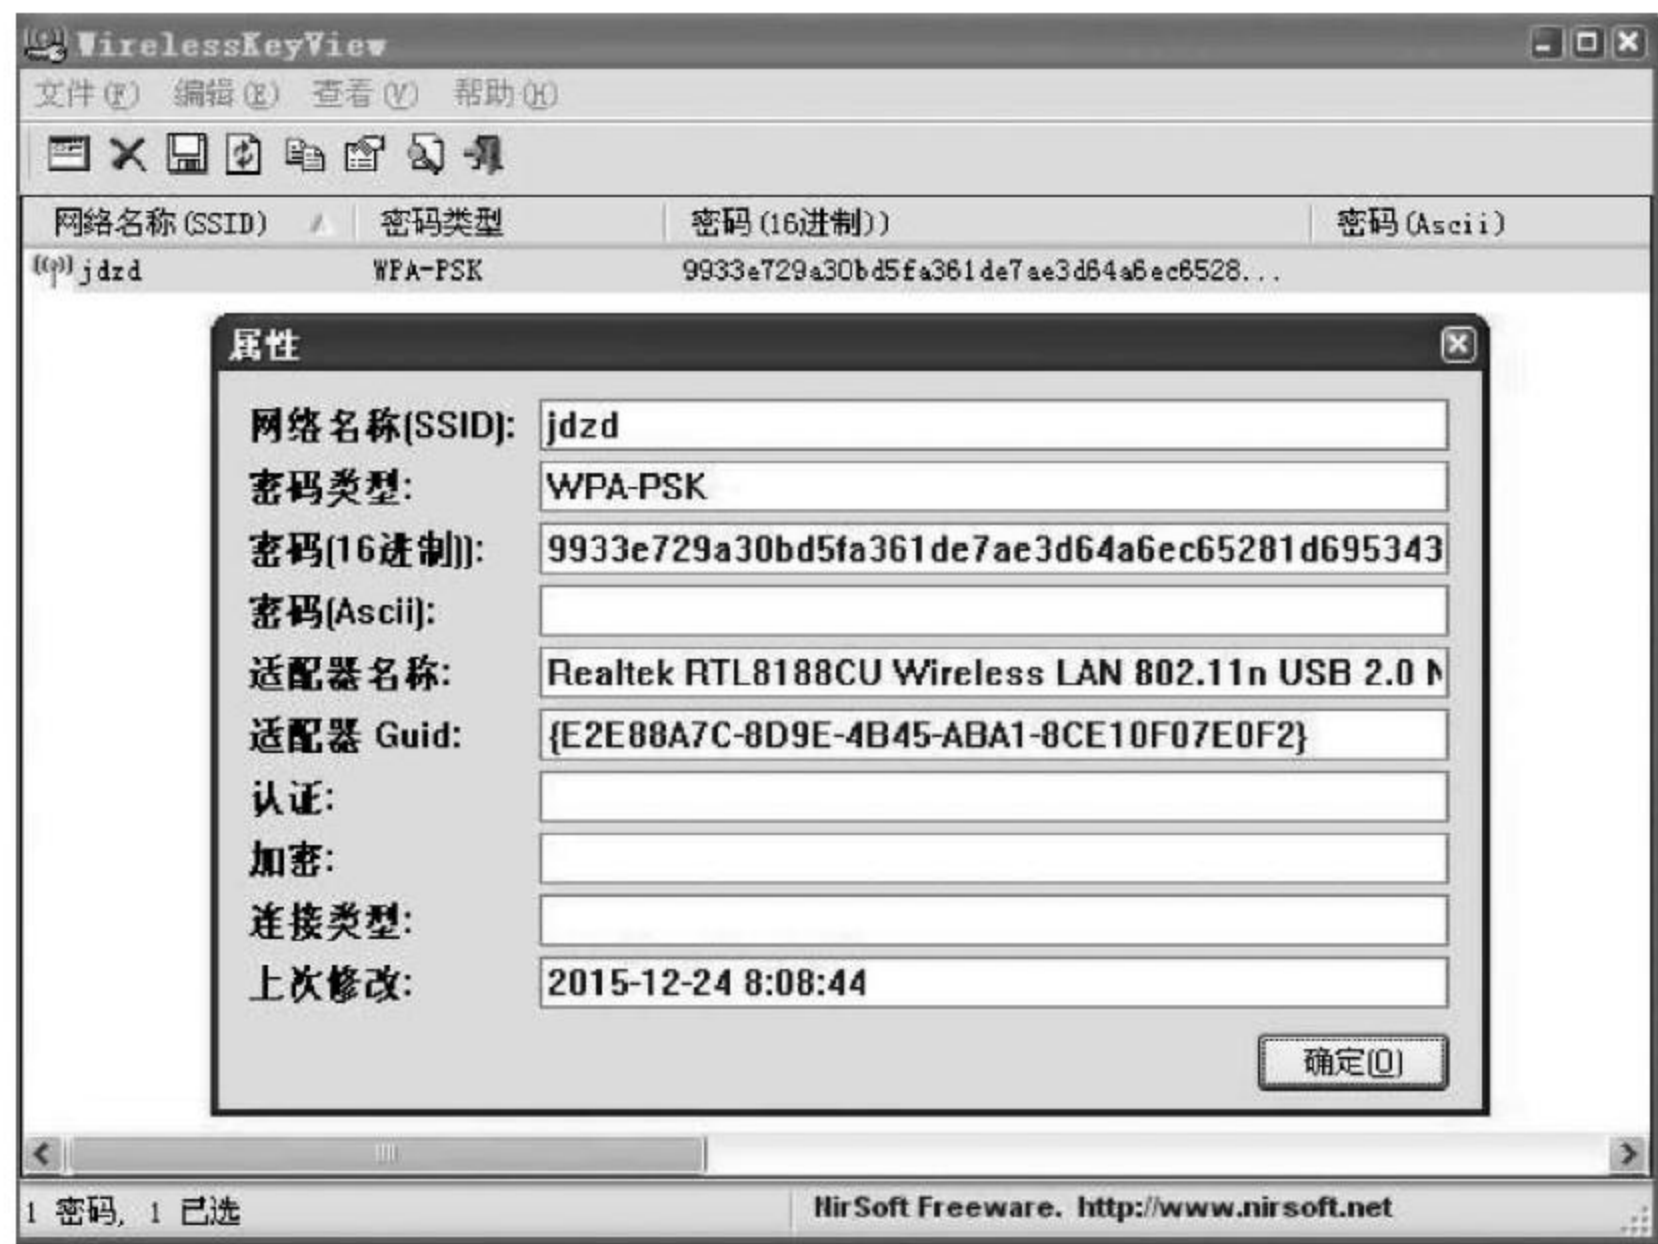 WirelessKeyView
文件(F) 编辑(E) 查看(V) 帮助(H)
网络名称(SSID) 密码类型 密码(16进制)) 密码(Ascii)
jdzd WPA-PSK 9933e729a30bd5fa361de7ae3d64a6ec6528...
属性
网络名称(SSID): jdzd
密码类型: WPA-PSK
密码(16进制)): 9933e729a30bd5fa361de7ae3d64a6ec65281d695343
密码(Ascii):
适配器名称: Realtek RTL8188CU Wireless LAN 802.11n USB 2.0 N
适配器 Guid: {E2E88A7C-8D9E-4B45-ABA1-8CE10F07E0F2}
认证:
加密:
连接类型:
上次修改: 2015-12-24 8:08:44
确定(O)
1 密码, 1 已选 NirSoft Freeware. http://www.nirsoft.net